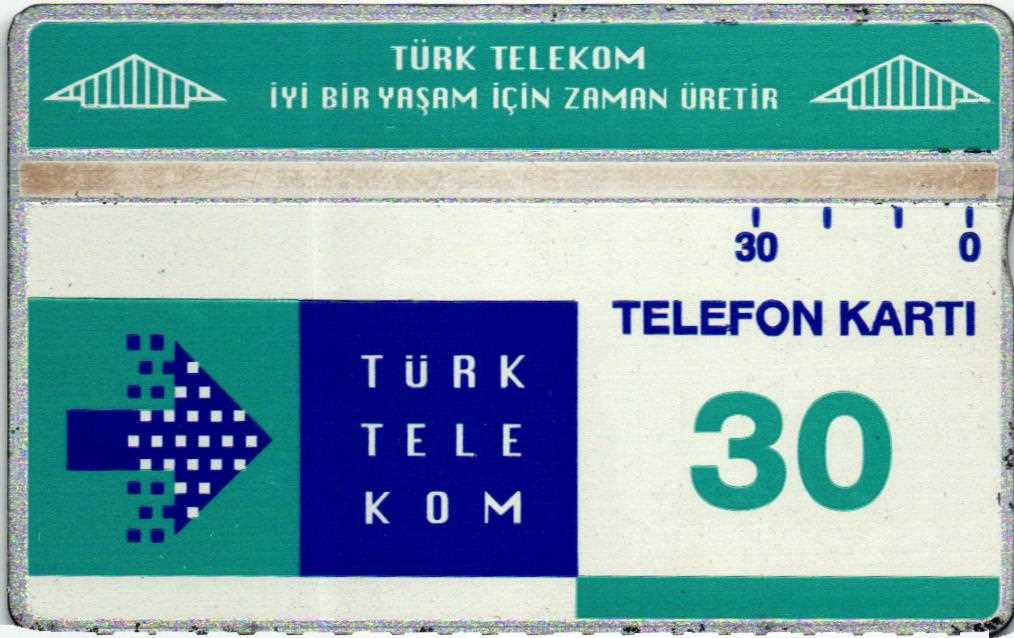 TÜRK TELEKOM
İYİ BİR YAŞAM İÇİN ZAMAN ÜRETİR
30 0
TELEFON KARTI
30
TÜRK
TELE
KOM